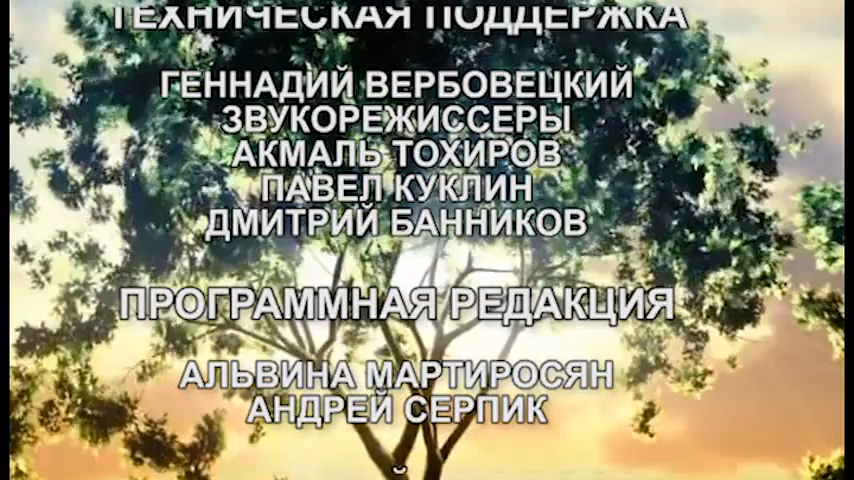 ТЕХНИЧЕСКАЯ ПОДДЕРЖКА
ГЕННАДИЙ ВЕРБОВЕЦКИЙ
ЗВУКОРЕЖИССЕРЫ
АКМАЛЬ ТОХИРОВ
ПАВЕЛ КУКЛИН
ДМИТРИЙ БАННИКОВ
ПРОГРАММНАЯ РЕДАКЦИЯ
АЛЬВИНА МАРТИРОСЯН
АНДРЕЙ СЕРПИК